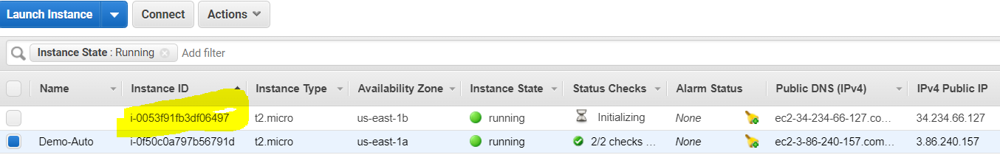 Launch Instance Connect Actions
Instance State : Running Add filter
Name Instance ID Instance Type Availability Zone Instance State Status Checks Alarm Status Public DNS (IPv4) IPv4 Public IP
i-0053f91fb3df06497 t2.micro us-east-1b running Initializing None ec2-34-234-66-127.co... 34.234.66.127
Demo-Auto i-0f50c0a797b56791d t2.micro us-east-1a running 2/2 checks ... None ec2-3-86-240-157.com... 3.86.240.157